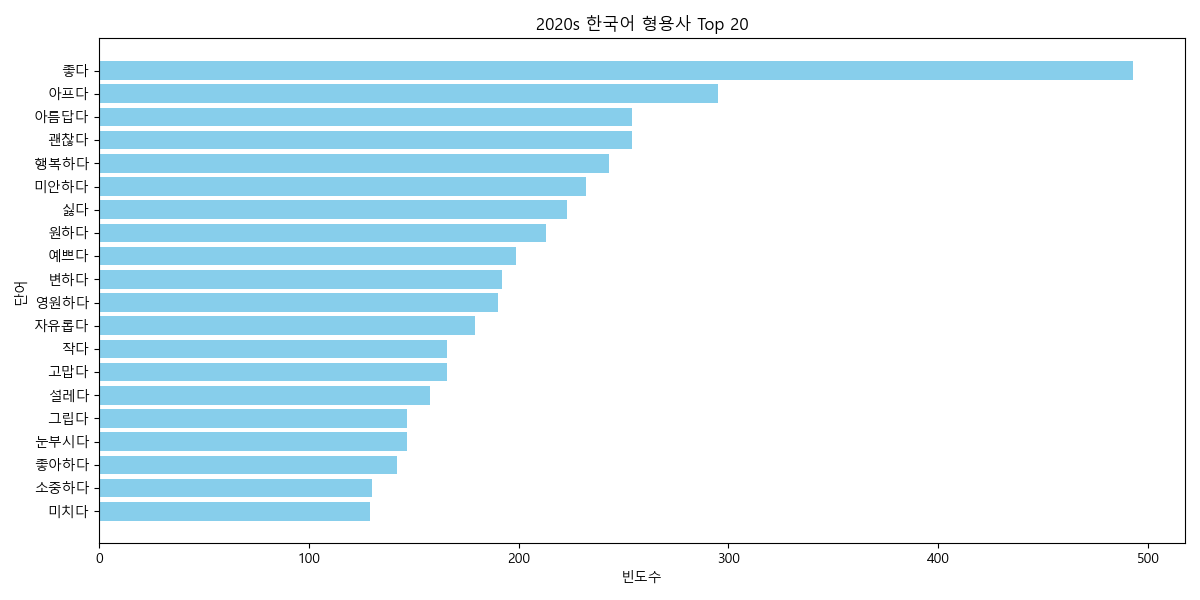 2020s 한국어 형용사 Top 20
단어
좋다
아프다
아름답다
괜찮다
행복하다
미안하다
싫다
원하다
예쁘다
변하다
영원하다
자유롭다
작다
고맙다
설레다
그립다
눈부시다
좋아하다
소중하다
미치다
0 100 200 300 400 500
빈도수